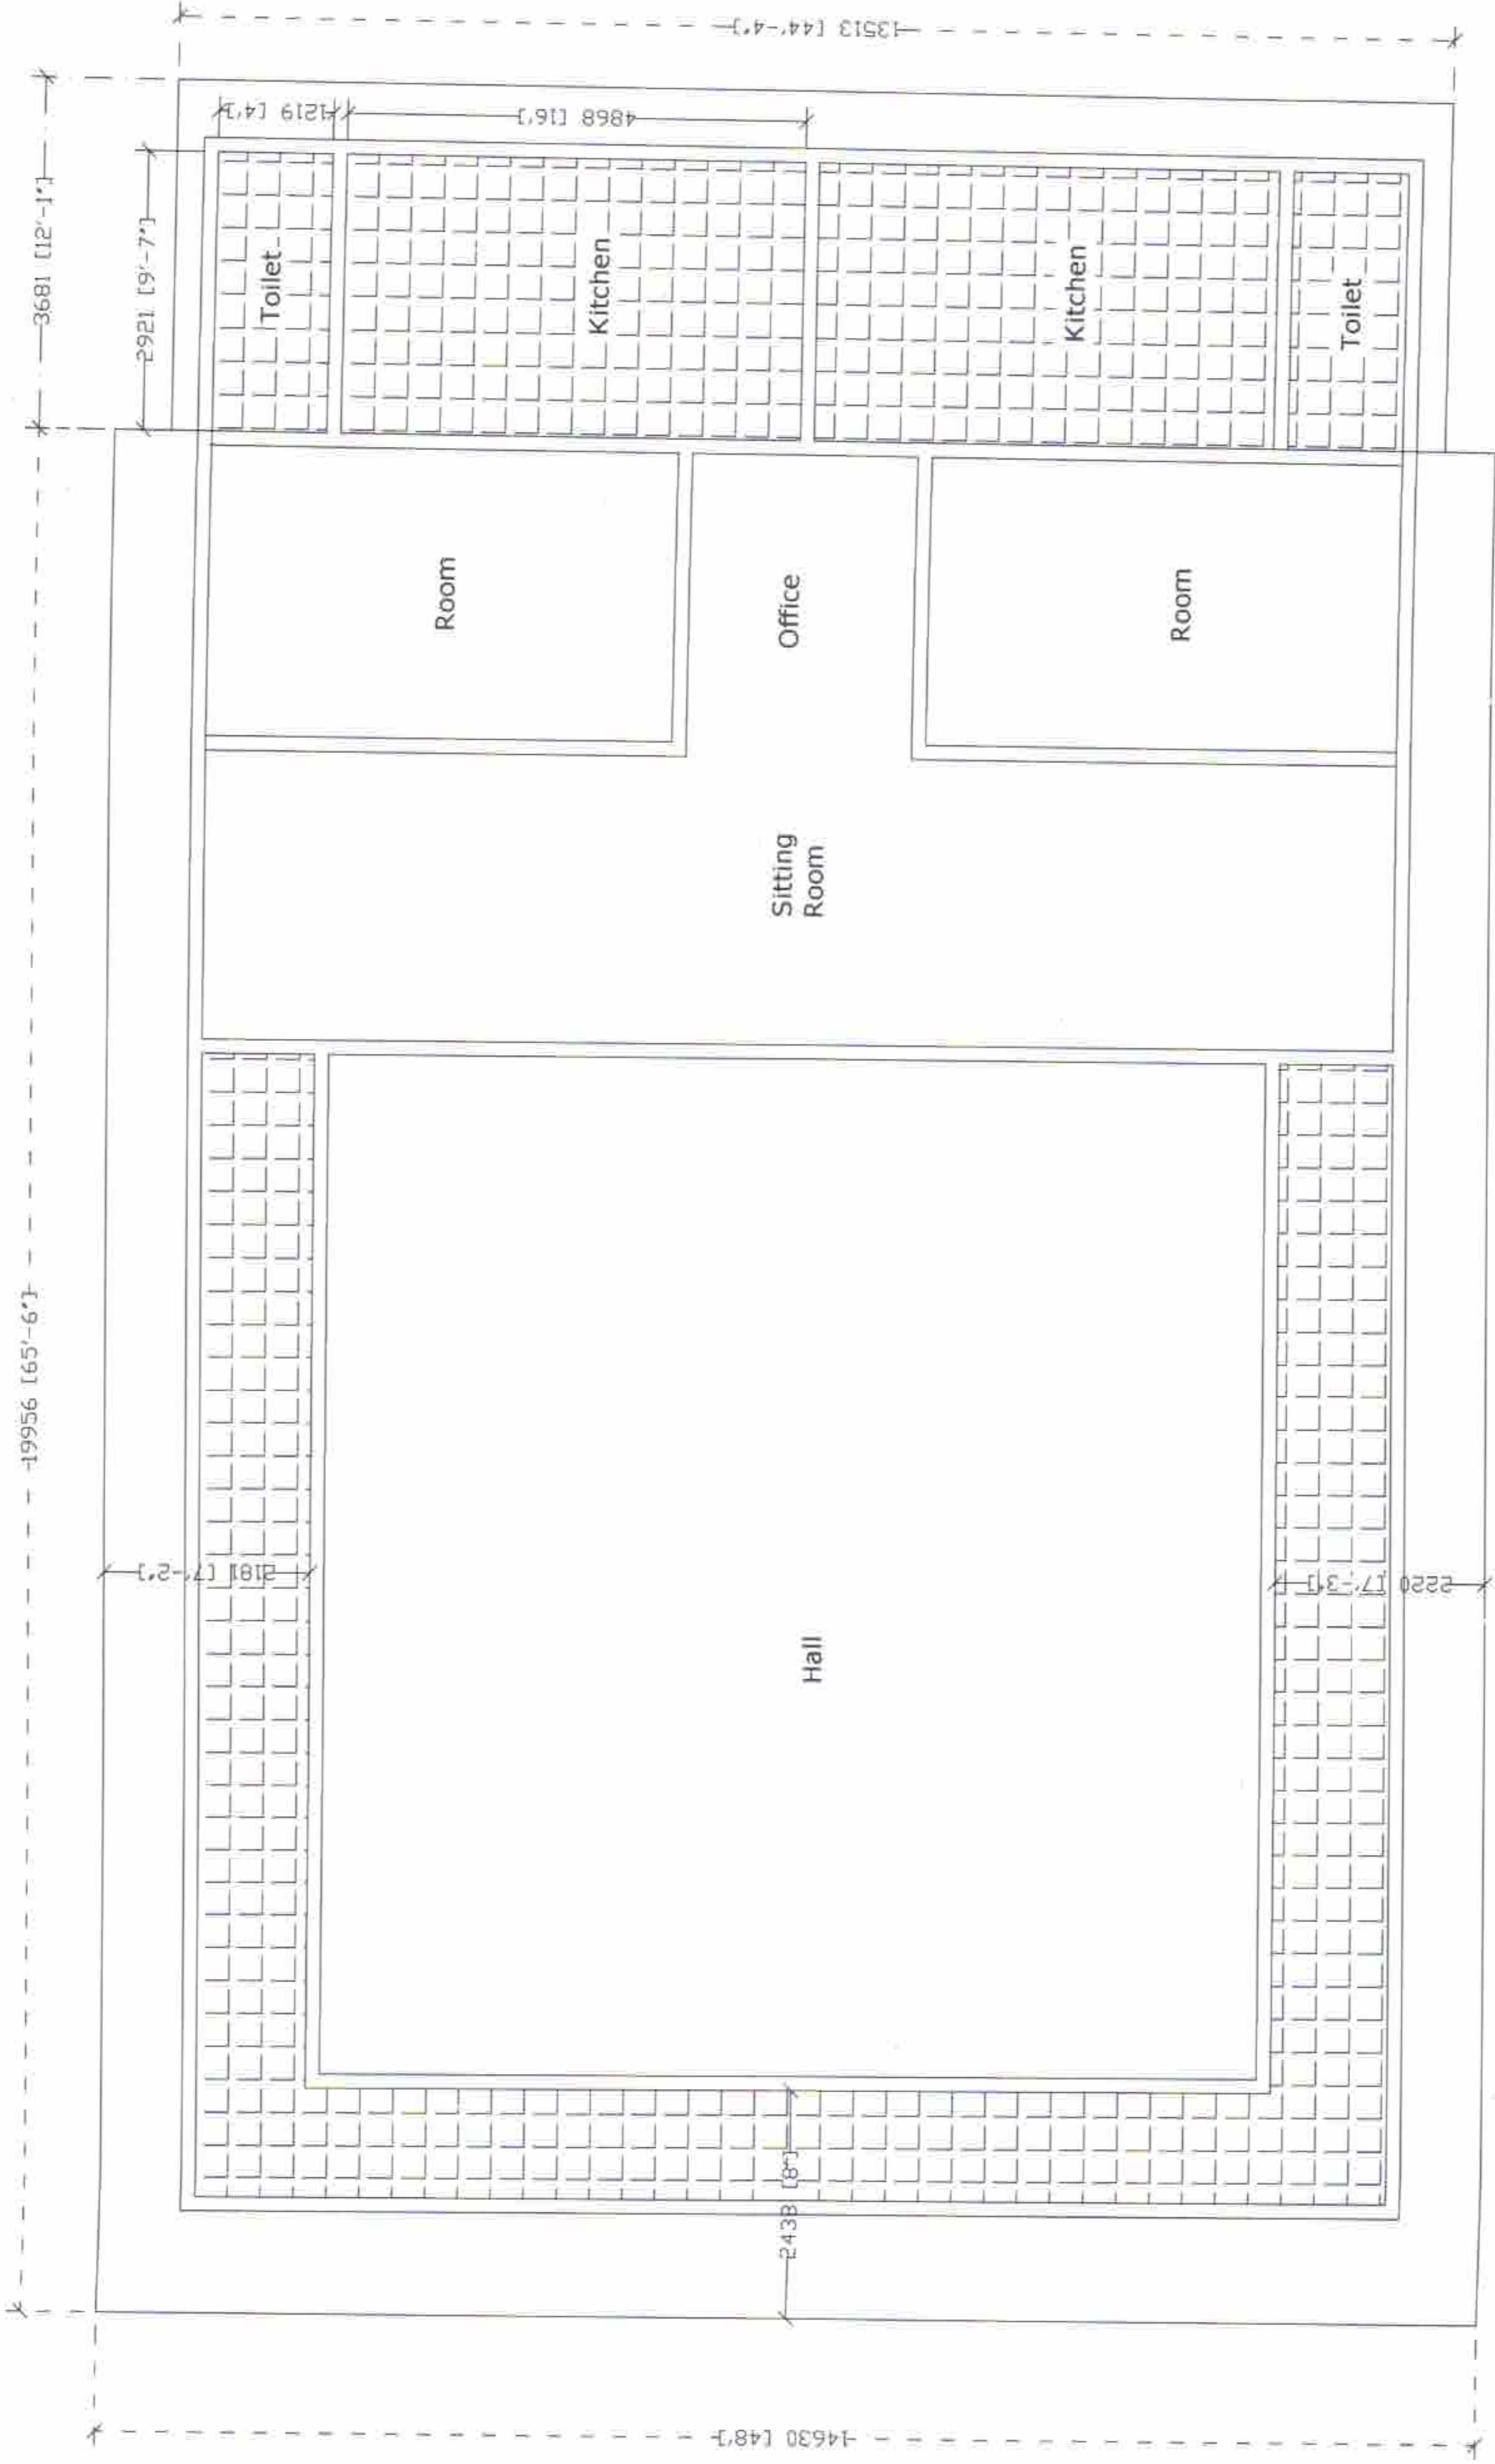 13513 [44'-4"]
3681 [12'-1"]
1219 [4']
4868 [16']
2921 [9'-7"]
Toilet
Kitchen
Kitchen
Toilet
Room
Office
Room
Sitting
Room
19956 [65'-6"]
2181 [7'-2"]
2220 [7'-3"]
Hall
2438 [8']
14630 [48']